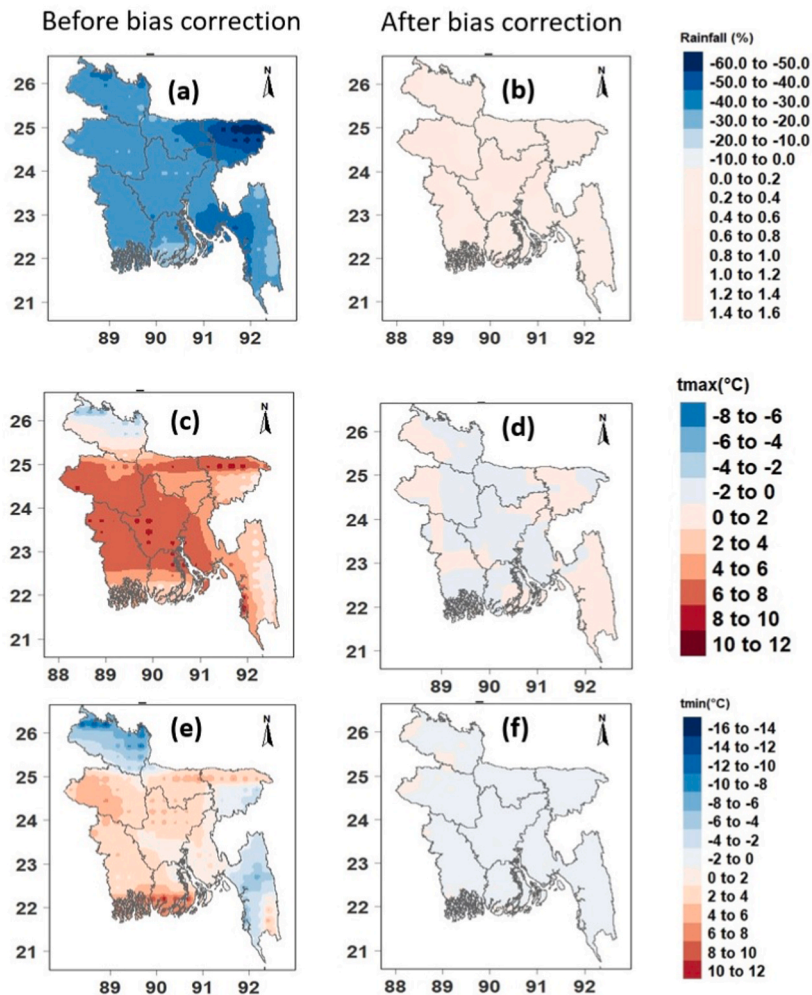 Before bias correction After bias correction
Rainfall (%)
(a) N
26
25
24
23
22
21
89 90 91 92
(b) N
26
25
24
23
22
21
88 89 90 91 92
-60.0 to -50.0
-50.0 to -40.0
-40.0 to -30.0
-30.0 to -20.0
-20.0 to -10.0
-10.0 to 0.0
0.0 to 0.2
0.2 to 0.4
0.4 to 0.6
0.6 to 0.8
0.8 to 1.0
1.0 to 1.2
1.2 to 1.4
1.4 to 1.6
(c) N
26
25
24
23
22
21
88 89 90 91 92
(d) N
26
25
24
23
22
21
89 90 91 92
tmax(°C)
-8 to -6
-6 to -4
-4 to -2
-2 to 0
0 to 2
2 to 4
4 to 6
6 to 8
8 to 10
10 to 12
(e) N
26
25
24
23
22
21
89 90 91 92
(f) N
26
25
24
23
22
21
88 89 90 91 92
tmin(°C)
-16 to -14
-14 to -12
-12 to -10
-10 to -8
-8 to -6
-6 to -4
-4 to -2
-2 to 0
0 to 2
2 to 4
4 to 6
6 to 8
8 to 10
10 to 12